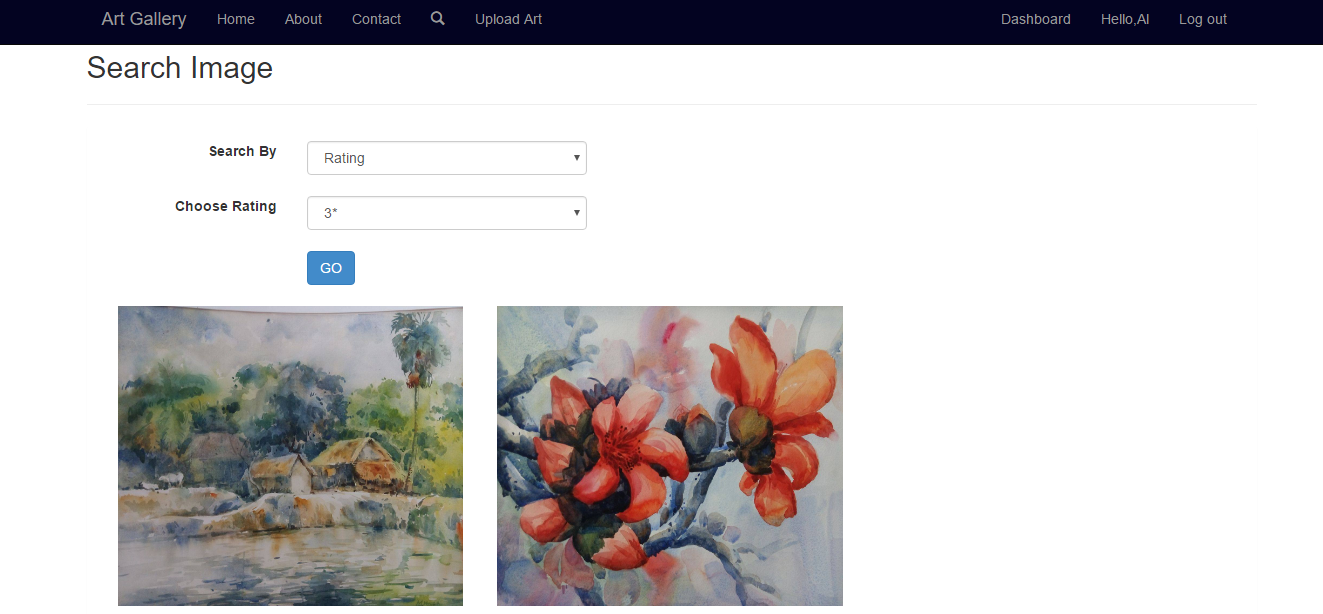 Art Gallery Home About Contact Upload Art Dashboard Hello,Al Log out
Search Image
Search By Rating
Choose Rating 3*
GO